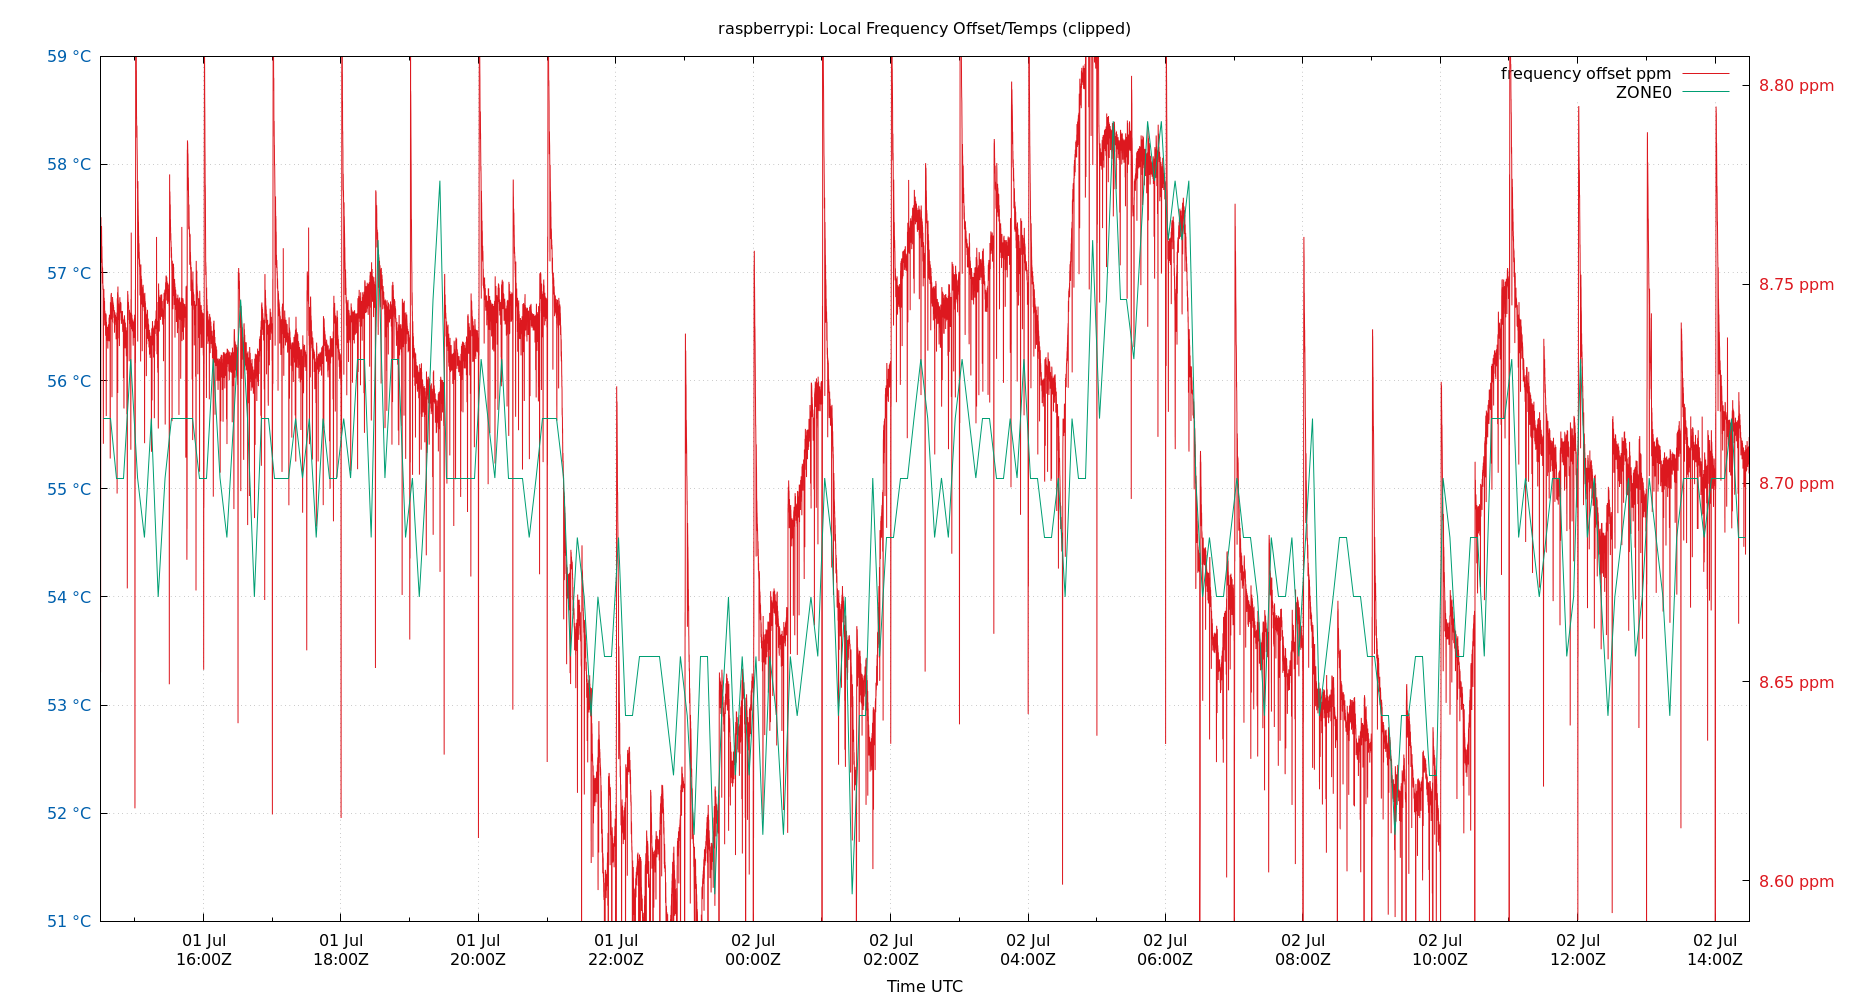 raspberrypi: Local Frequency Offset/Temps (clipped)
59 °C
58 °C
57 °C
56 °C
55 °C
54 °C
53 °C
52 °C
51 °C
frequency offset ppm
ZONE0
8.80 ppm
8.75 ppm
8.70 ppm
8.65 ppm
8.60 ppm
01 Jul
16:00Z
01 Jul
18:00Z
01 Jul
20:00Z
01 Jul
22:00Z
02 Jul
00:00Z
02 Jul
02:00Z
02 Jul
04:00Z
02 Jul
06:00Z
02 Jul
08:00Z
02 Jul
10:00Z
02 Jul
12:00Z
02 Jul
14:00Z
Time UTC